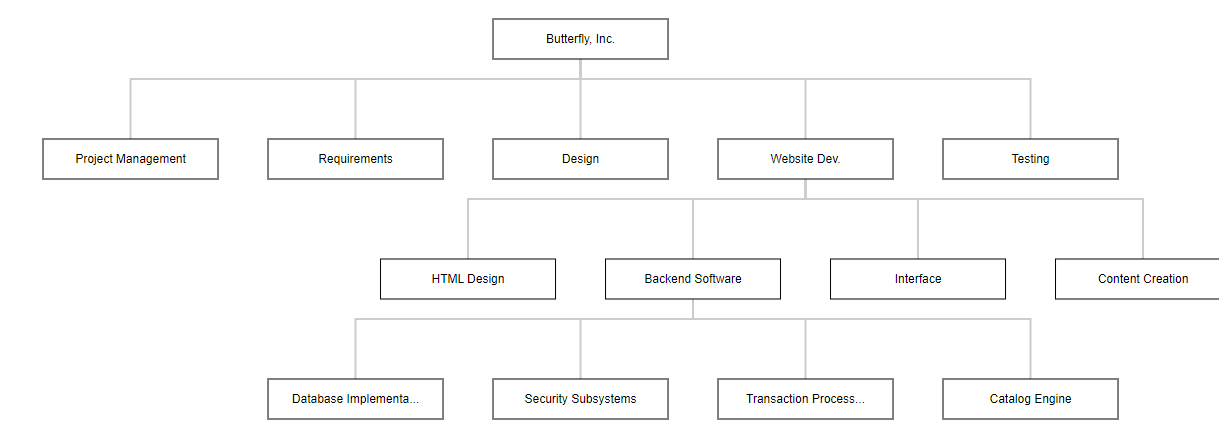 Butterfly, Inc.
Project Management
Requirements
Design
Website Dev.
Testing
HTML Design
Backend Software
Interface
Content Creation
Database Implementa...
Security Subsystems
Transaction Process...
Catalog Engine